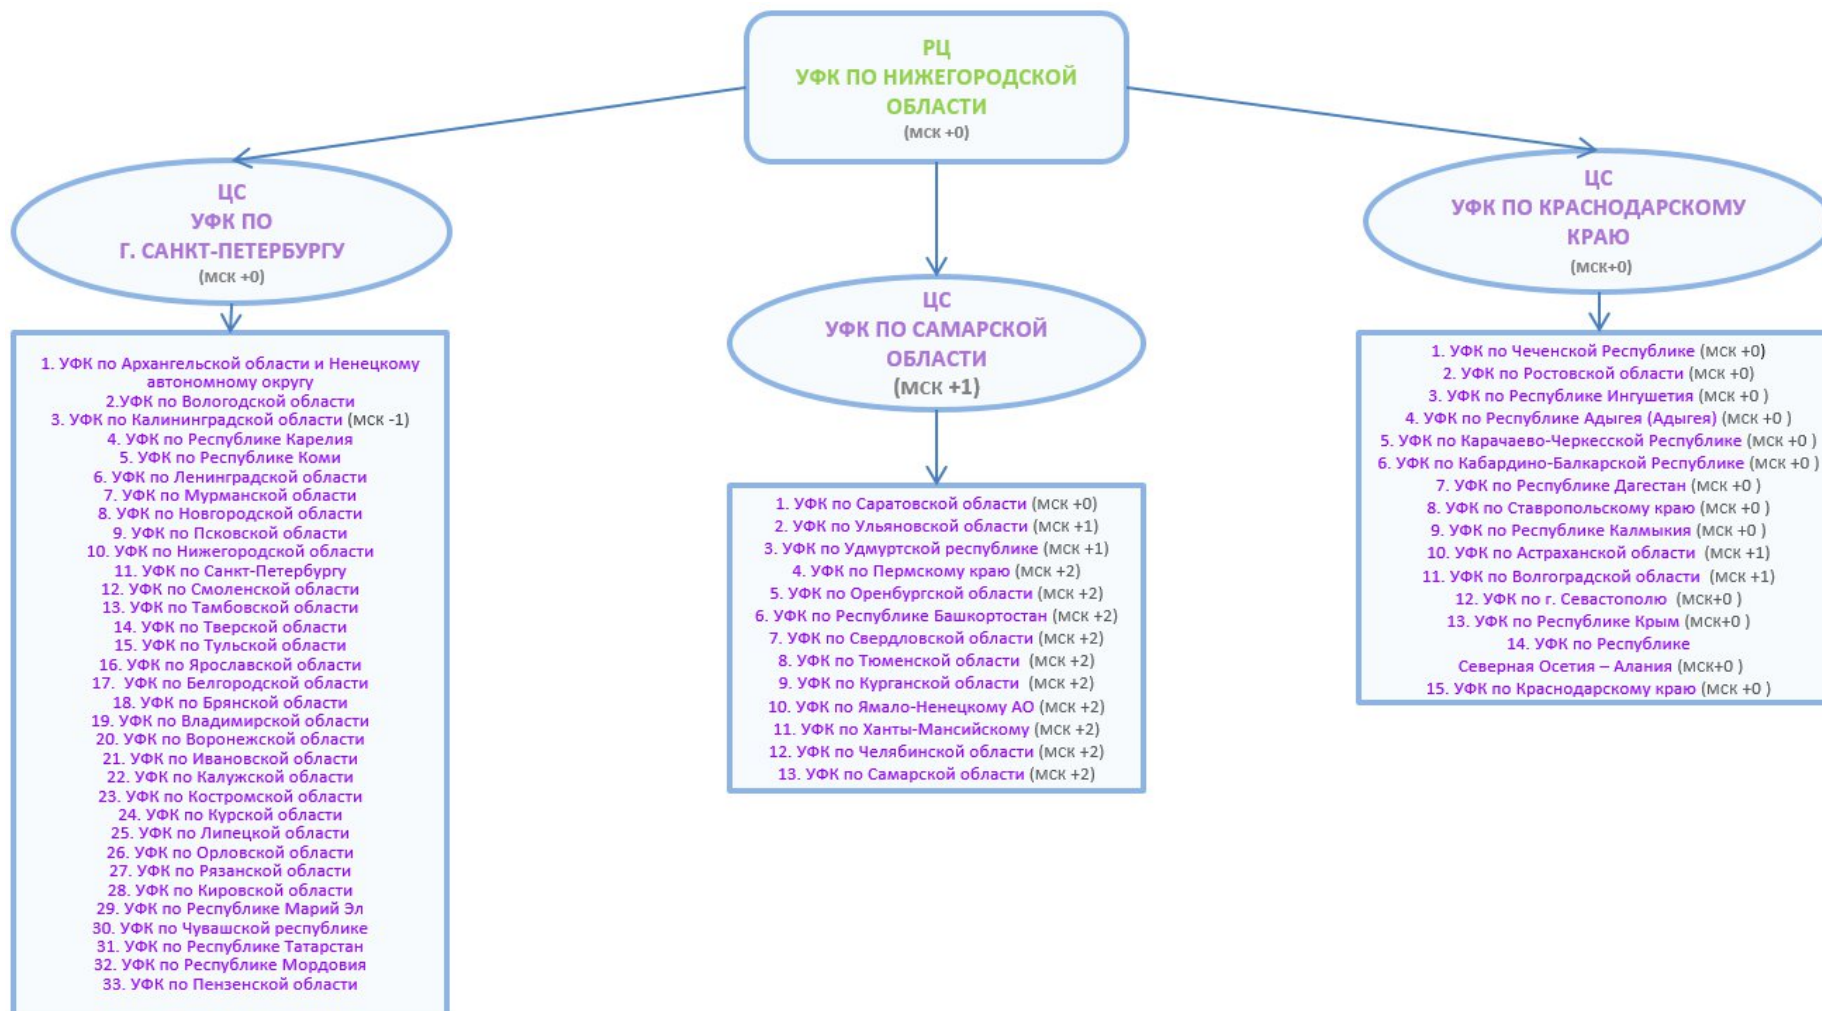 РЦ
УФК ПО НИЖЕГОРОДСКОЙ
ОБЛАСТИ
(мск +0)
ЦС
УФК ПО
Г. САНКТ-ПЕТЕРБУРГУ
(мск +0)
1. УФК по Архангельской области и Ненецкому
автономному округу
2.УФК по Вологодской области
3. УФК по Калининградской области (мск -1)
4. УФК по Республике Карелия
5. УФК по Республике Коми
6. УФК по Ленинградской области
7. УФК по Мурманской области
8. УФК по Новгородской области
9. УФК по Псковской области
10. УФК по Нижегородской области
11. УФК по Санкт-Петербургу
12. УФК по Смоленской области
13. УФК по Тамбовской области
14. УФК по Тверской области
15. УФК по Тульской области
16. УФК по Ярославской области
17. УФК по Белгородской области
18. УФК по Брянской области
19. УФК по Владимирской области
20. УФК по Воронежской области
21. УФК по Ивановской области
22. УФК по Калужской области
23. УФК по Костромской области
24. УФК по Курской области
25. УФК по Липецкой области
26. УФК по Орловской области
27. УФК по Рязанской области
28. УФК по Кировской области
29. УФК по Республике Марий Эл
30. УФК по Чувашской республике
31. УФК по Республике Татарстан
32. УФК по Республике Мордовия
33. УФК по Пензенской области
ЦС
УФК ПО САМАРСКОЙ
ОБЛАСТИ
(мск +1)
1. УФК по Саратовской области (мск +0)
2. УФК по Ульяновской области (мск +1)
3. УФК по Удмуртской республике (мск +1)
4. УФК по Пермскому краю (мск +2)
5. УФК по Оренбургской области (мск +2)
6. УФК по Республике Башкортостан (мск +2)
7. УФК по Свердловской области (мск +2)
8. УФК по Тюменской области (мск +2)
9. УФК по Курганской области (мск +2)
10. УФК по Ямало-Ненецкому АО (мск +2)
11. УФК по Ханты-Мансийскому (мск +2)
12. УФК по Челябинской области (мск +2)
13. УФК по Самарской области (мск +2)
ЦС
УФК ПО КРАСНОДАРСКОМУ
КРАЮ
(мск+0)
1. УФК по Чеченской Республике (мск +0)
2. УФК по Ростовской области (мск +0)
3. УФК по Республике Ингушетия (мск +0 )
4. УФК по Республике Адыгея (Адыгея) (мск +0 )
5. УФК по Карачаево-Черкесской Республике (мск +0 )
6. УФК по Кабардино-Балкарской Республике (мск +0 )
7. УФК по Республике Дагестан (мск +0 )
8. УФК по Ставропольскому краю (мск +0 )
9. УФК по Республике Калмыкия (мск +0 )
10. УФК по Астраханской области (мск +1)
11. УФК по Волгоградской области (мск +1)
12. УФК по г. Севастополю (мск+0 )
13. УФК по Республике Крым (мск+0 )
14. УФК по Республике
Северная Осетия – Алания (мск+0 )
15. УФК по Краснодарскому краю (мск +0 )